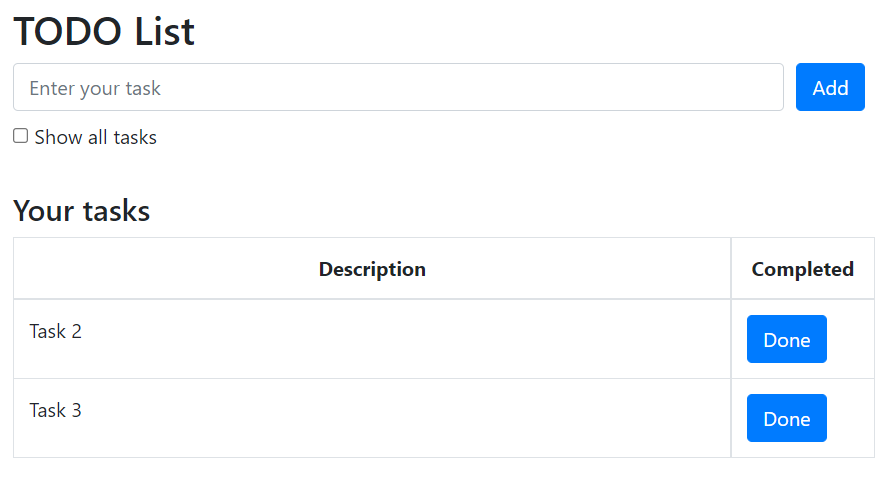 TODO List
Enter your task Add
Show all tasks
Your tasks
Description Completed
Task 2 Done
Task 3 Done